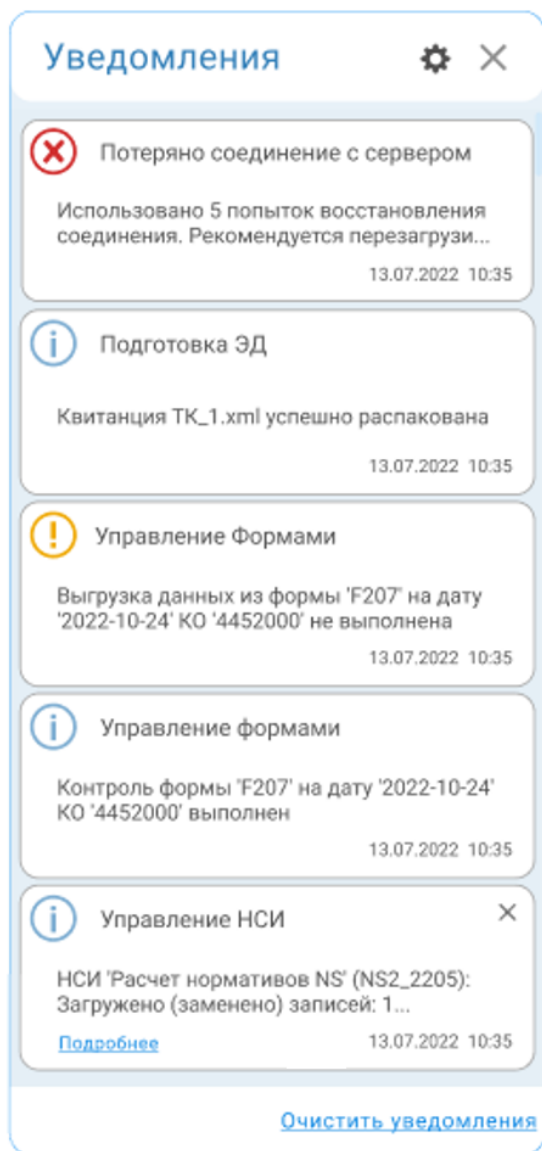 Уведомления
Потеряно соединение с сервером
Использовано 5 попыток восстановления
соединения. Рекомендуется перезагрузи...
13.07.2022 10:35
Подготовка ЭД
Квитанция ТК_1.xml успешно распакована
13.07.2022 10:35
Управление Формами
Выгрузка данных из формы 'F207' на дату
'2022-10-24' КО '4452000' не выполнена
13.07.2022 10:35
Управление формами
Контроль формы 'F207' на дату '2022-10-24'
КО '4452000' выполнен
13.07.2022 10:35
Управление НСИ
НСИ 'Расчет нормативов NS' (NS2_2205):
Загружено (заменено) записей: 1...
Подробнее 13.07.2022 10:35
Очистить уведомления